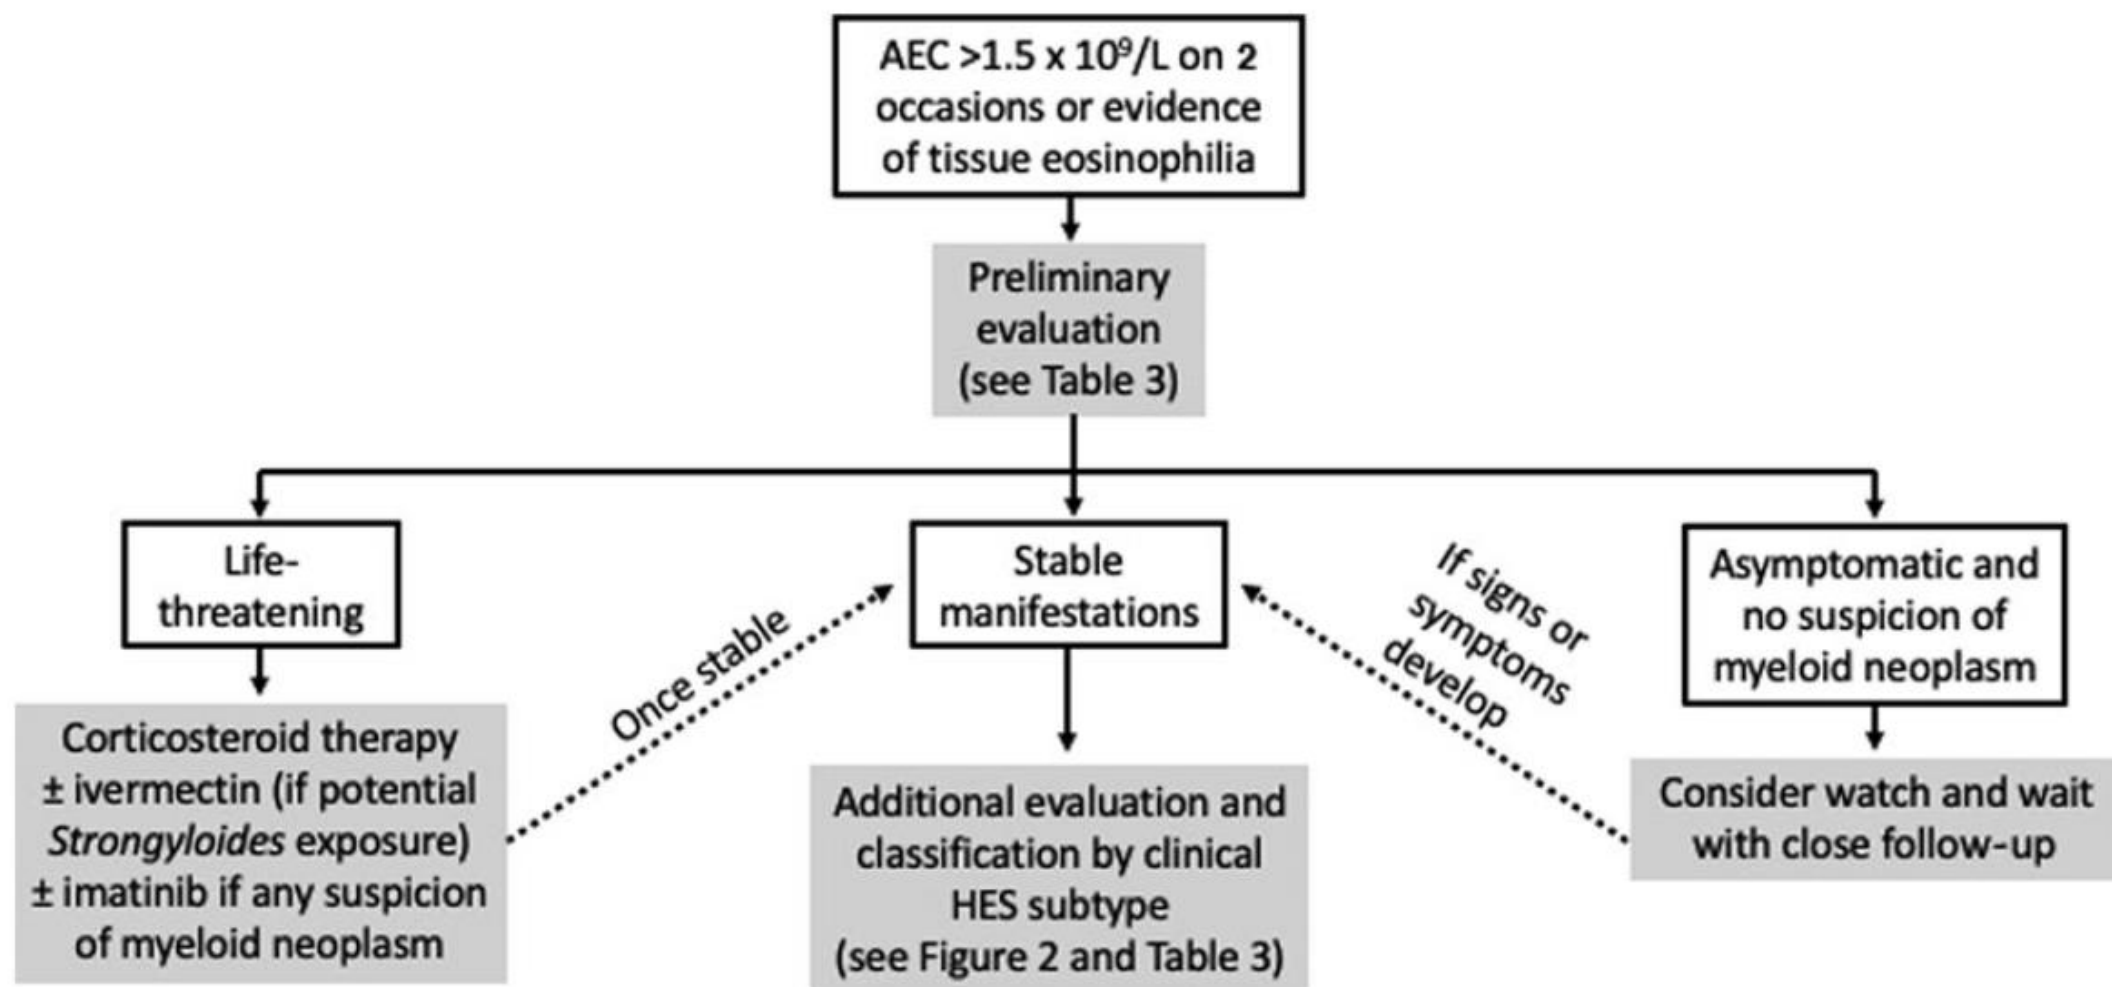 AEC >1.5 x 10⁹/L on 2
occasions or evidence
of tissue eosinophilia
Preliminary
evaluation
(see Table 3)
Life-
threatening
Stable
manifestations
Asymptomatic and
no suspicion of
myeloid neoplasm
Once stable
If signs or
symptoms
develop
Corticosteroid therapy
± ivermectin (if potential
Strongyloides exposure)
± imatinib if any suspicion
of myeloid neoplasm
Additional evaluation and
classification by clinical
HES subtype
(see Figure 2 and Table 3)
Consider watch and wait
with close follow-up